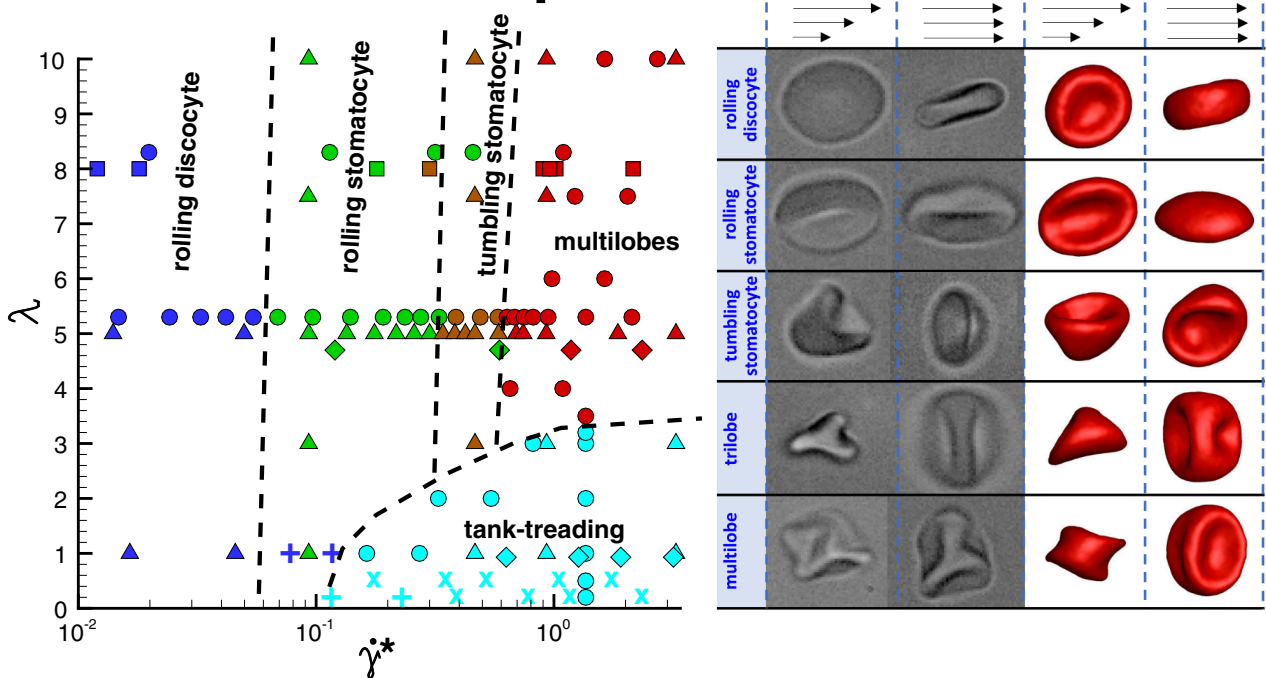 10
9
8
7
6
5
4
3
2
1
0
λ
rolling discocyte
rolling stomatocyte
tumbling stomatocyte
multilobes
tank-treading
10⁻²
10⁻¹
10⁰
γ̇*
rolling
discocyte
rolling
stomatocyte
tumbling
stomatocyte
trilobe
multilobe